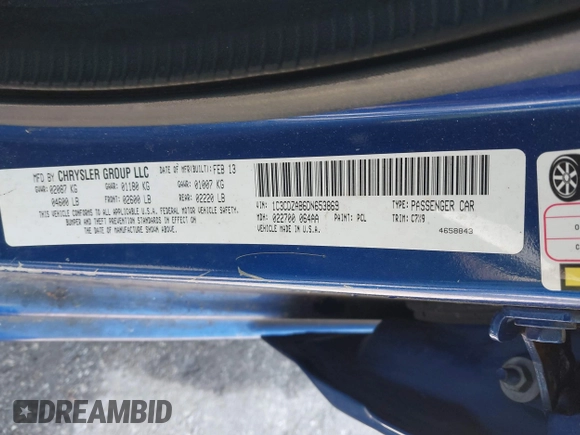 MFD BY CHRYSLER GROUP LLC DATE OF MFR(BUILT): FEB 13
GVWR: 02087 KG GAWR: 01180 KG GAWR: 01007 KG
04600 LB FRONT: 02600 LB REAR: 02220 LB
THIS VEHICLE CONFORMS TO ALL APPLICABLE U.S.A. FEDERAL MOTOR VEHICLE SAFETY,
BUMPER AND THEFT PREVENTION STANDARDS IN EFFECT ON
THE DATE OF MANUFACTURE SHOWN ABOVE.
VIN: 1C3CDZAB6DN653869 TYPE: PASSENGER CAR
MDH: 022700 064AA PAINT: PCL TRIM: C7X9
VEHICLE MADE IN U.S.A. 4658843
DREAMBID